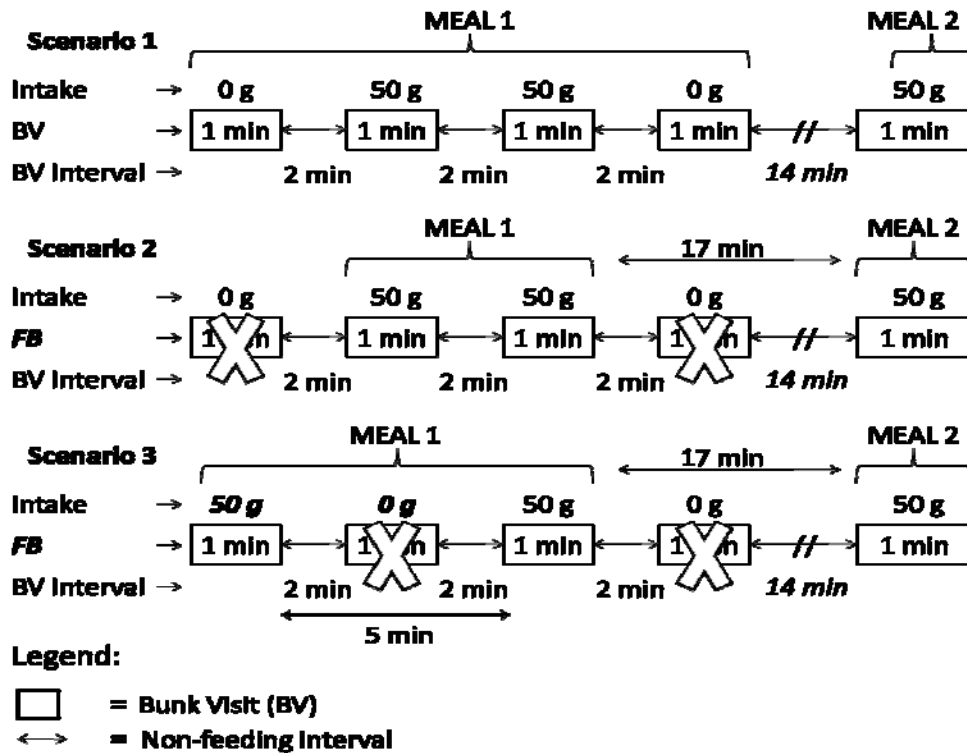 MEAL 1 MEAL 2
Scenario 1
Intake → 0 g 50 g 50 g 0 g 50 g
BV → 1 min 1 min 1 min 1 min // 1 min
BV Interval → 2 min 2 min 2 min 14 min
MEAL 1 MEAL 2
Scenario 2 17 min
Intake → 0 g 50 g 50 g 0 g 50 g
FB → 1 min 1 min // 1 min
BV Interval → 2 min 2 min 2 min 14 min
MEAL 1 MEAL 2
Scenario 3 17 min
Intake → 50 g 0 g 50 g 0 g 50 g
FB → 1 min 1 min // 1 min
BV Interval → 2 min 2 min 2 min 14 min
5 min
Legend:
= Bunk Visit (BV)
= Non-feeding Interval